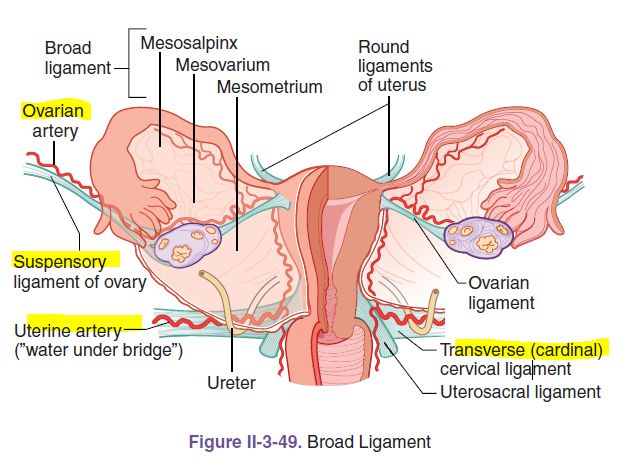 Broad
ligament
Mesosalpinx
Mesovarium
Mesometrium
Round
ligaments
of uterus
Ovarian
artery
Suspensory
ligament of ovary
Uterine artery
("water under bridge")
Ureter
Ovarian
ligament
Transverse (cardinal)
cervical ligament
Uterosacral ligament
Figure II-3-49. Broad Ligament